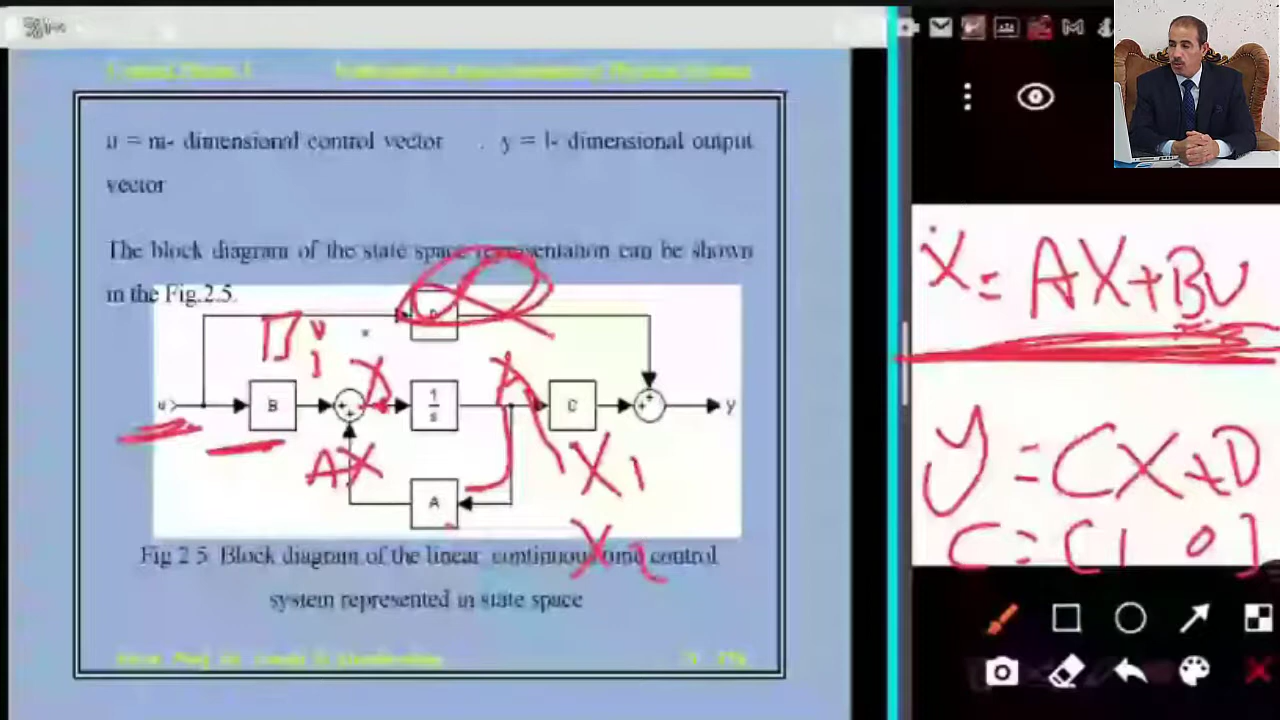 u = m- dimensional control vector . y = l- dimensional output
vector
The block diagram of the state space representation can be shown
in the Fig.2.5.
u
B
1
s
A
C
y
AX
X1
Fig 2 5 Block diagram of the linear continuous time control
system represented in state space
Ẋ = AX+BU
y = CX+D
C = [1 0]